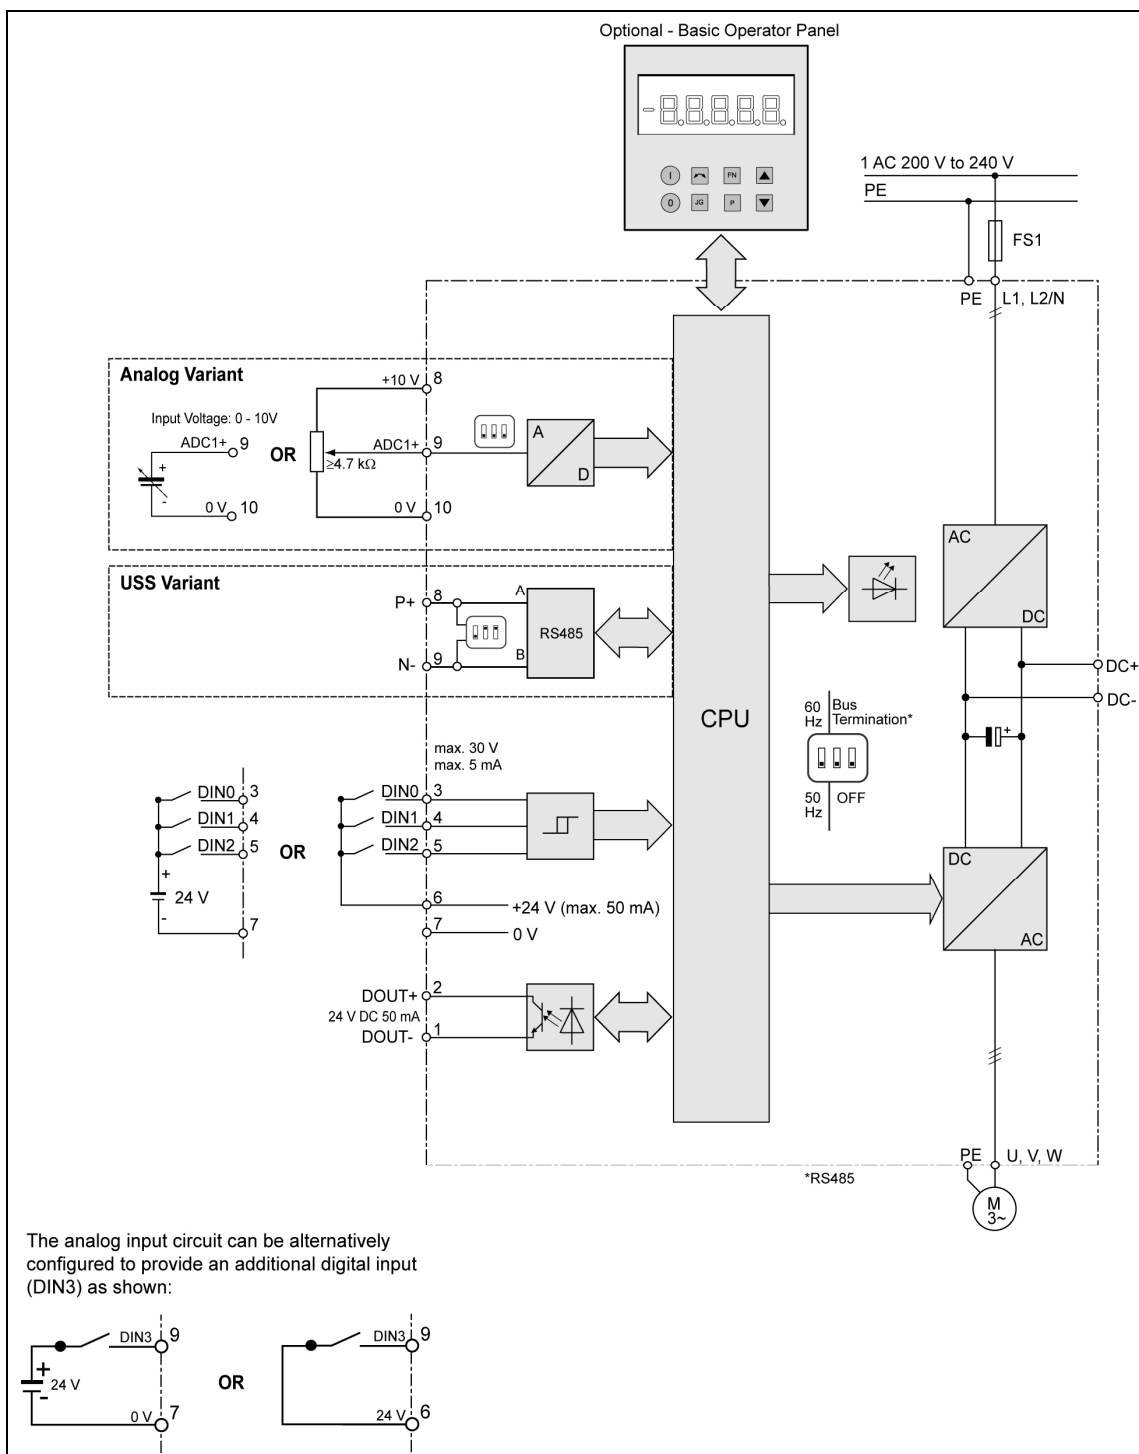 Optional - Basic Operator Panel
-8.8.8.8.8.
I
FN
0
JG
P
1 AC 200 V to 240 V
PE
FS1
PE
L1, L2/N
Analog Variant
Input Voltage: 0 - 10V
ADC1+
9
+
-
0 V
10
OR
+10 V
8
≥4.7 kΩ
ADC1+
9
0 V
10
A
D
USS Variant
P+
8
A
N-
9
B
RS485
CPU
AC
DC
DC+
DC-
+
60 Hz
Bus Termination*
50 Hz
OFF
DC
AC
max. 30 V
max. 5 mA
DIN0
3
DIN1
4
DIN2
5
+
24 V
-
7
OR
DIN0
3
DIN1
4
DIN2
5
6
+24 V (max. 50 mA)
7
0 V
DOUT+
2
24 V DC 50 mA
DOUT-
1
PE
U, V, W
*RS485
M
3~
The analog input circuit can be alternatively
configured to provide an additional digital input
(DIN3) as shown:
DIN3
9
+
24 V
-
0 V
7
OR
DIN3
9
24 V
6